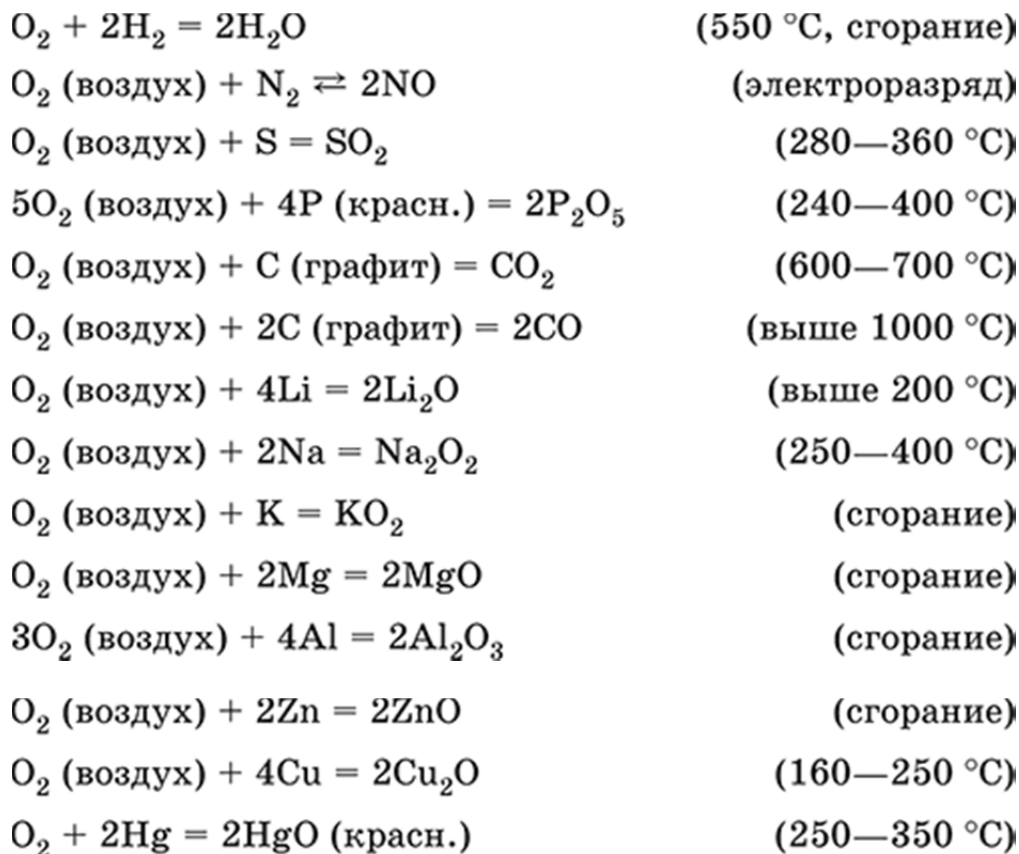 O₂ + 2H₂ = 2H₂O (550 °C, сгорание)
O₂ (воздух) + N₂ ⇄ 2NO (электроразряд)
O₂ (воздух) + S = SO₂ (280—360 °C)
5O₂ (воздух) + 4P (красн.) = 2P₂O₅ (240—400 °C)
O₂ (воздух) + C (графит) = CO₂ (600—700 °C)
O₂ (воздух) + 2C (графит) = 2CO (выше 1000 °C)
O₂ (воздух) + 4Li = 2Li₂O (выше 200 °C)
O₂ (воздух) + 2Na = Na₂O₂ (250—400 °C)
O₂ (воздух) + K = KO₂ (сгорание)
O₂ (воздух) + 2Mg = 2MgO (сгорание)
3O₂ (воздух) + 4Al = 2Al₂O₃ (сгорание)
O₂ (воздух) + 2Zn = 2ZnO (сгорание)
O₂ (воздух) + 4Cu = 2Cu₂O (160—250 °C)
O₂ + 2Hg = 2HgO (красн.) (250—350 °C)